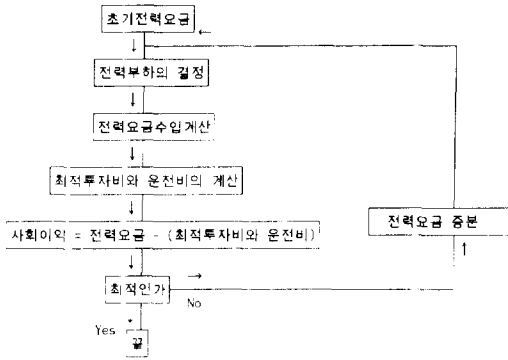 초기전력요금
전력부하의 결정
전력요금수입계산
최적투자비와 운전비의 계산
사회이익 = 전력요금 - (최적투자비와 운전비)
전력요금 증분
최적인가
No
Yes
끝